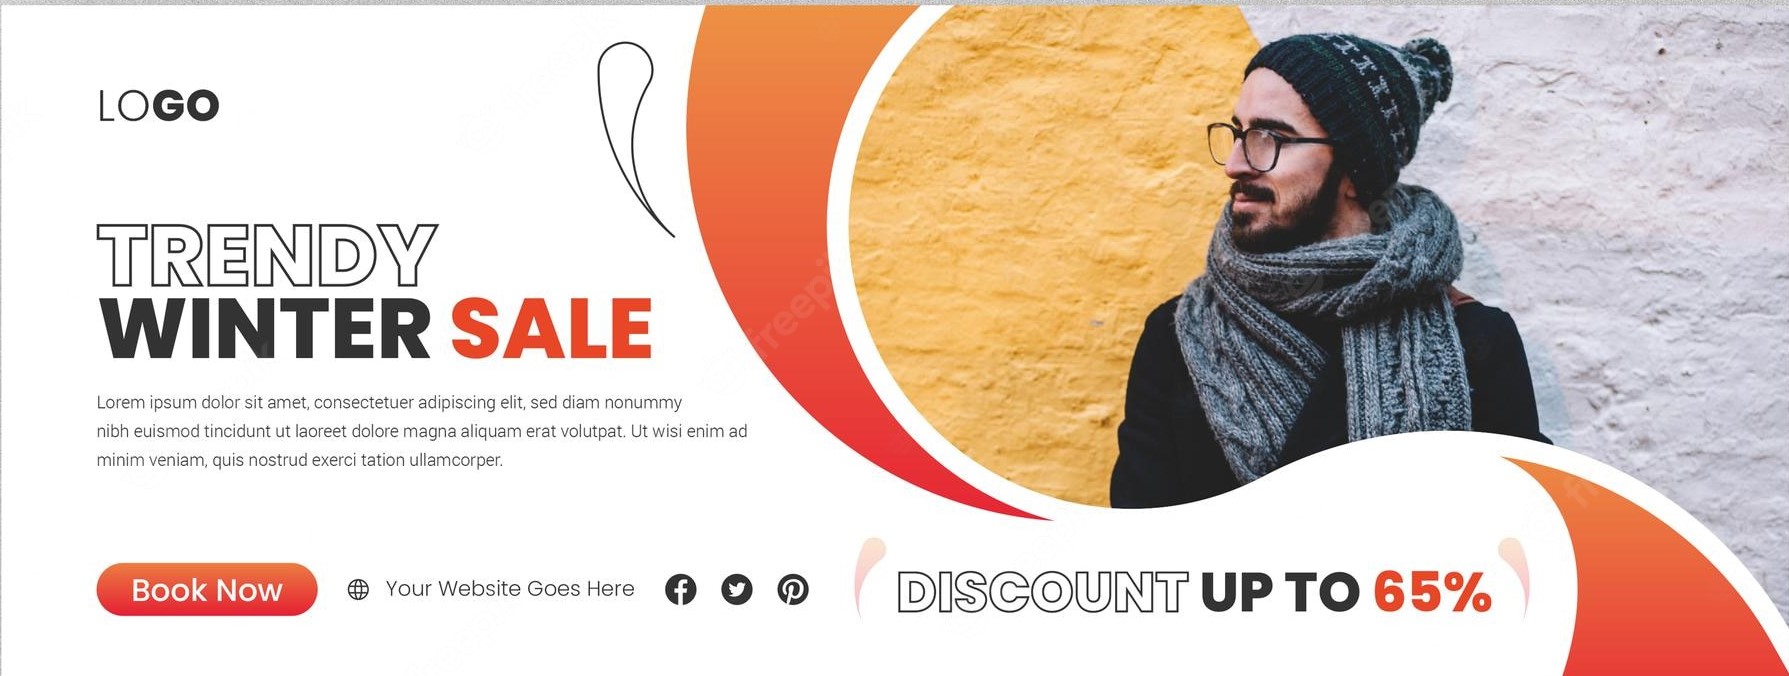 LOGO
TRENDY
WINTER SALE
Lorem ipsum dolor sit amet, consectetuer adipiscing elit, sed diam nonummy
nibh euismod tincidunt ut laoreet dolore magna aliquam erat volutpat. Ut wisi enim ad
minim veniam, quis nostrud exerci tation ullamcorper.
Book Now
Your Website Goes Here
DISCOUNT UP TO 65%